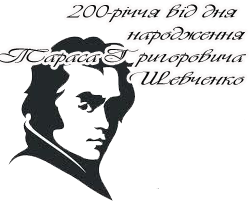 200-річчя від дня
народження
Тараса Григоровича
Шевченко